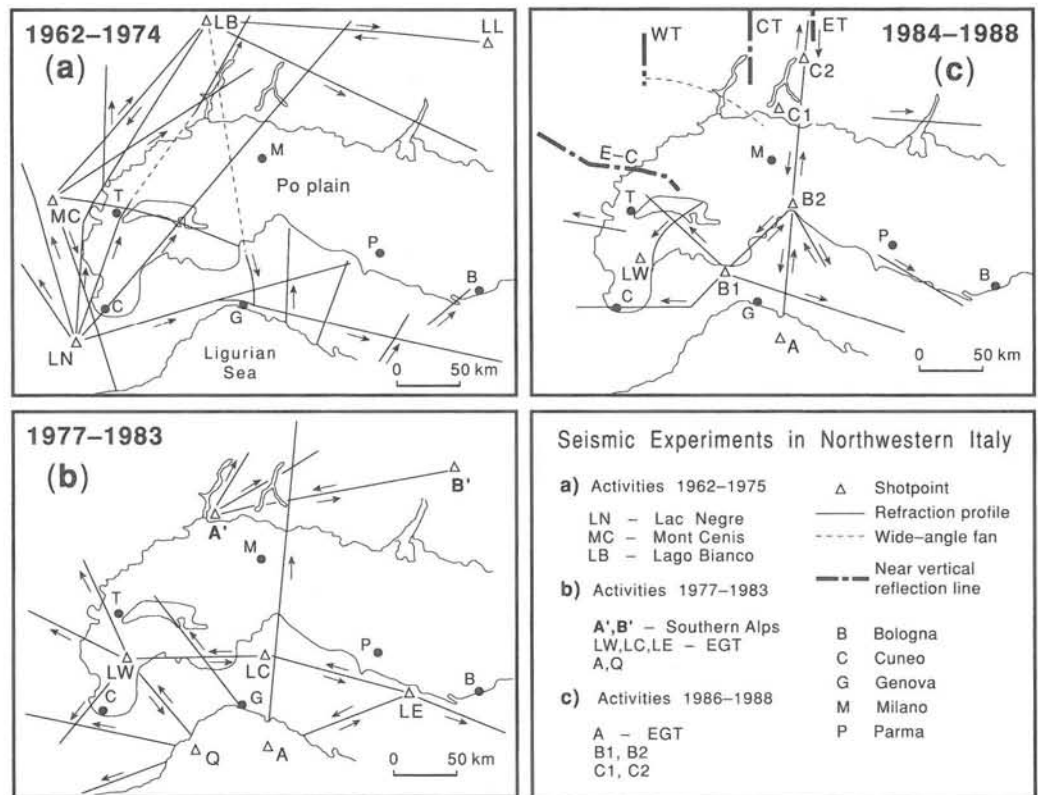 1962–1974
(a)
LB
LL
M
Po plain
MC
T
P
B
C
G
LN
Ligurian
Sea
0 50 km
1984–1988
(c)
WT
CT
ET
C2
C1
M
E–C
T
B2
P
B
LW
B1
C
G
A
0 50 km
1977–1983
(b)
B'
A'
M
T
P
LW
LC
B
C
G
LE
Q
A
0 50 km
Seismic Experiments in Northwestern Italy
a) Activities 1962–1975
LN – Lac Negre
MC – Mont Cenis
LB – Lago Bianco
b) Activities 1977–1983
A',B' – Southern Alps
LW,LC,LE – EGT
A,Q
c) Activities 1986–1988
A – EGT
B1, B2
C1, C2
Shotpoint
Refraction profile
Wide–angle fan
Near vertical
reflection line
B Bologna
C Cuneo
G Genova
M Milano
P Parma